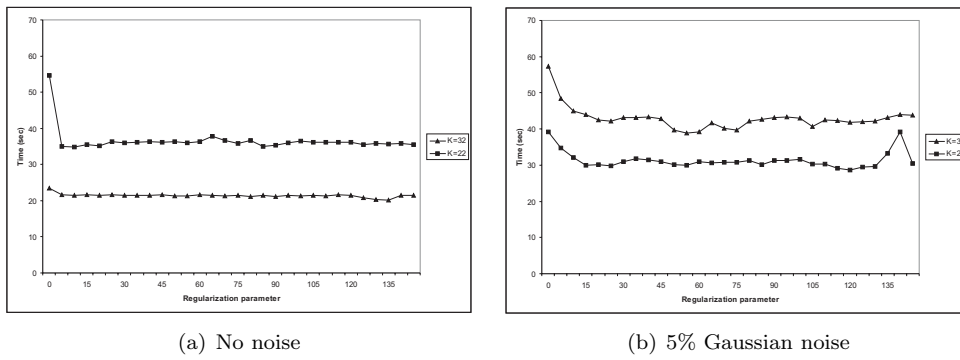 70
60
50
40
30
20
10
0
Time (sec)
0 15 30 45 60 75 90 105 120 135
Regularization parameter
K=32
K=22
(a) No noise
70
60
50
40
30
20
10
0
Time (sec)
0 15 30 45 60 75 90 105 120 135
Regularization parameter
K=3
K=2
(b) 5% Gaussian noise